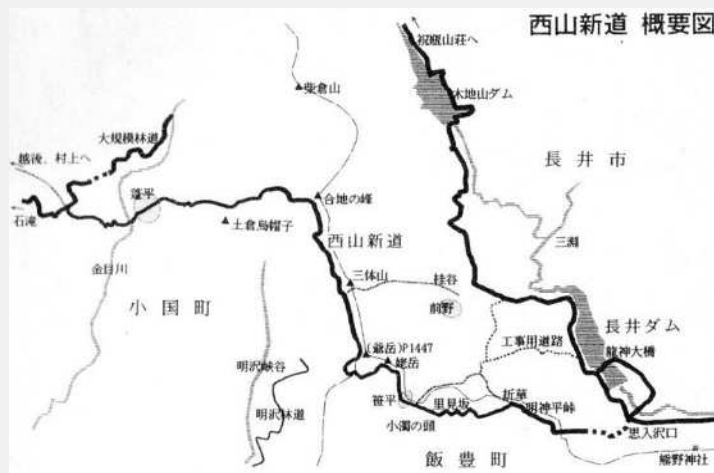 西山新道 概要図
祝瓶山荘へ
柴倉山
木地山ダム
大規模林道
越後、村上へ
長井市
蓬平
合地の峰
石滝
土倉烏帽子
西山新道
三淵
金目川
三体山
桂谷
小国町
前野
長井ダム
工事用道路
龍神大橋
(爺岳)P1447
姥岳
明沢峡谷
笹平
里見坂
折華
明神平峠
明沢林道
小濁の頭
思入沢口
飯豊町
熊野神社